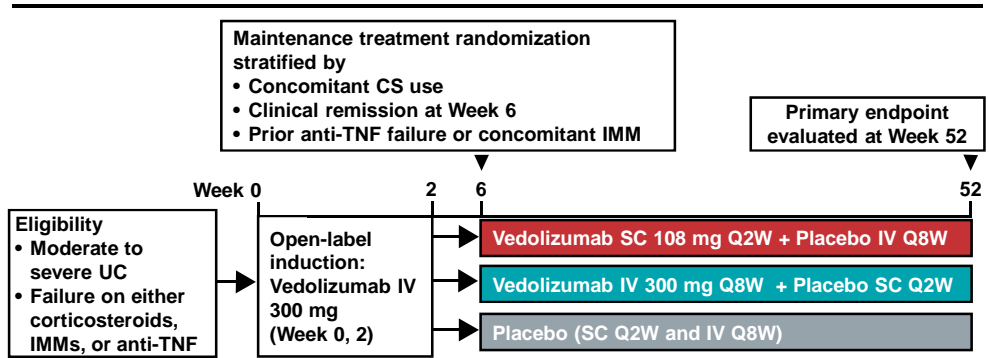 Maintenance treatment randomization
stratified by
• Concomitant CS use
• Clinical remission at Week 6
• Prior anti-TNF failure or concomitant IMM
Primary endpoint
evaluated at Week 52
Week 0
2
6
52
Eligibility
• Moderate to
severe UC
• Failure on either
corticosteroids,
IMMs, or anti-TNF
Open-label
induction:
Vedolizumab IV
300 mg
(Week 0, 2)
Vedolizumab SC 108 mg Q2W + Placebo IV Q8W
Vedolizumab IV 300 mg Q8W + Placebo SC Q2W
Placebo (SC Q2W and IV Q8W)